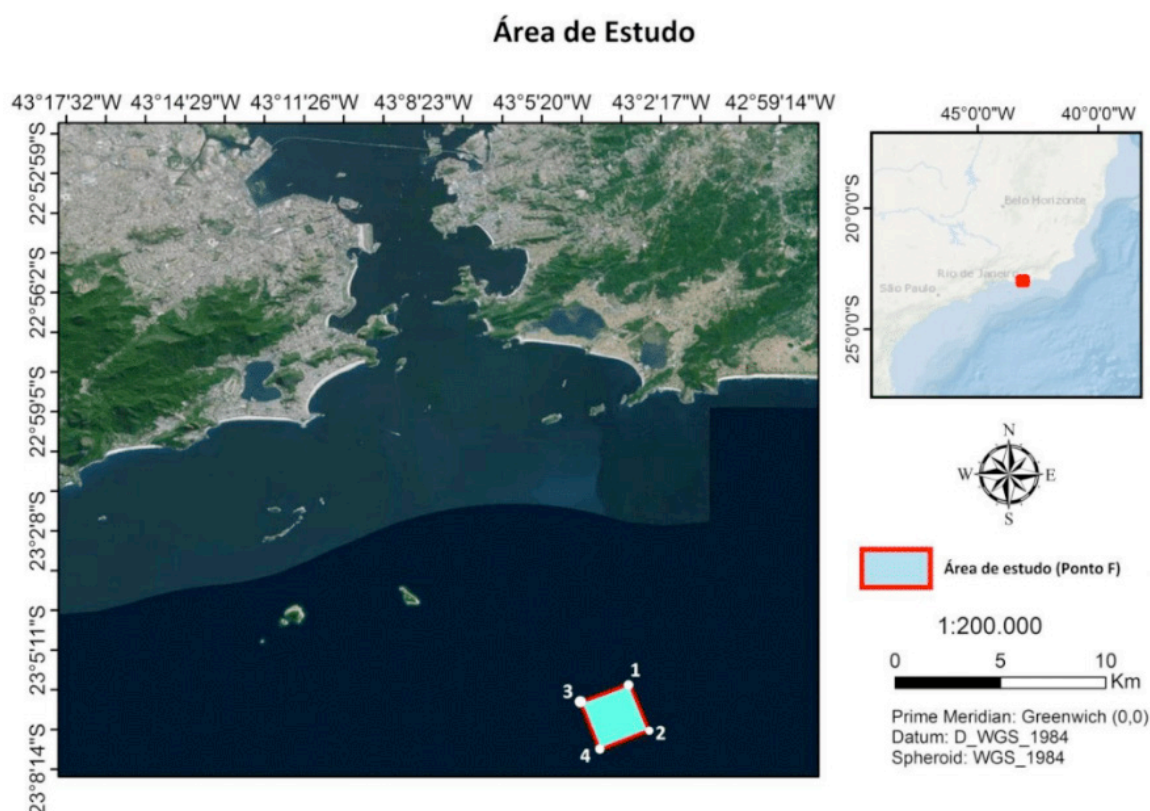 Área de Estudo
43°17'32"W 43°14'29"W 43°11'26"W 43°8'23"W 43°5'20"W 43°2'17"W 42°59'14"W
22°52'59"S
22°56'2"S
22°59'5"S
23°2'8"S
23°5'11"S
23°8'14"S
1
3
2
4
45°0'0"W 40°0'0"W
20°0'0"S
25°0'0"S
Belo Horizonte
Rio de Janeiro
São Paulo
N
W E
S
Área de estudo (Ponto F)
1:200.000
0 5 10
Km
Prime Meridian: Greenwich (0,0)
Datum: D_WGS_1984
Spheroid: WGS_1984